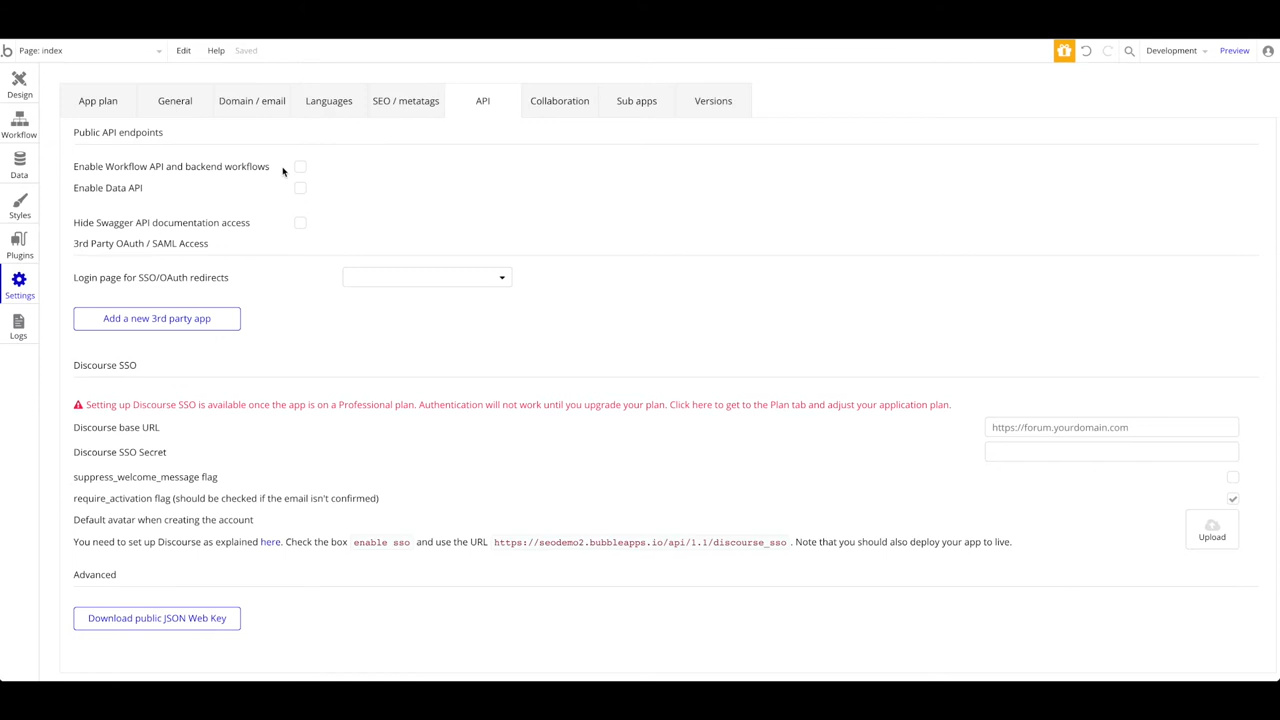 Page: index
Edit
Help
Saved
Development
Preview
Design
Workflow
Data
Styles
Plugins
Settings
Logs
App plan
General
Domain / email
Languages
SEO / metatags
API
Collaboration
Sub apps
Versions
Public API endpoints
Enable Workflow API and backend workflows
Enable Data API
Hide Swagger API documentation access
3rd Party OAuth / SAML Access
Login page for SSO/OAuth redirects
Add a new 3rd party app
Discourse SSO
Setting up Discourse SSO is available once the app is on a Professional plan. Authentication will not work until you upgrade your plan. Click here to get to the Plan tab and adjust your application plan.
Discourse base URL
https://forum.yourdomain.com
Discourse SSO Secret
suppress_welcome_message flag
require_activation flag (should be checked if the email isn't confirmed)
Default avatar when creating the account
Upload
You need to set up Discourse as explained here. Check the box enable sso and use the URL https://seodemo2.bubbleapps.io/api/1.1/discourse_sso . Note that you should also deploy your app to live.
Advanced
Download public JSON Web Key